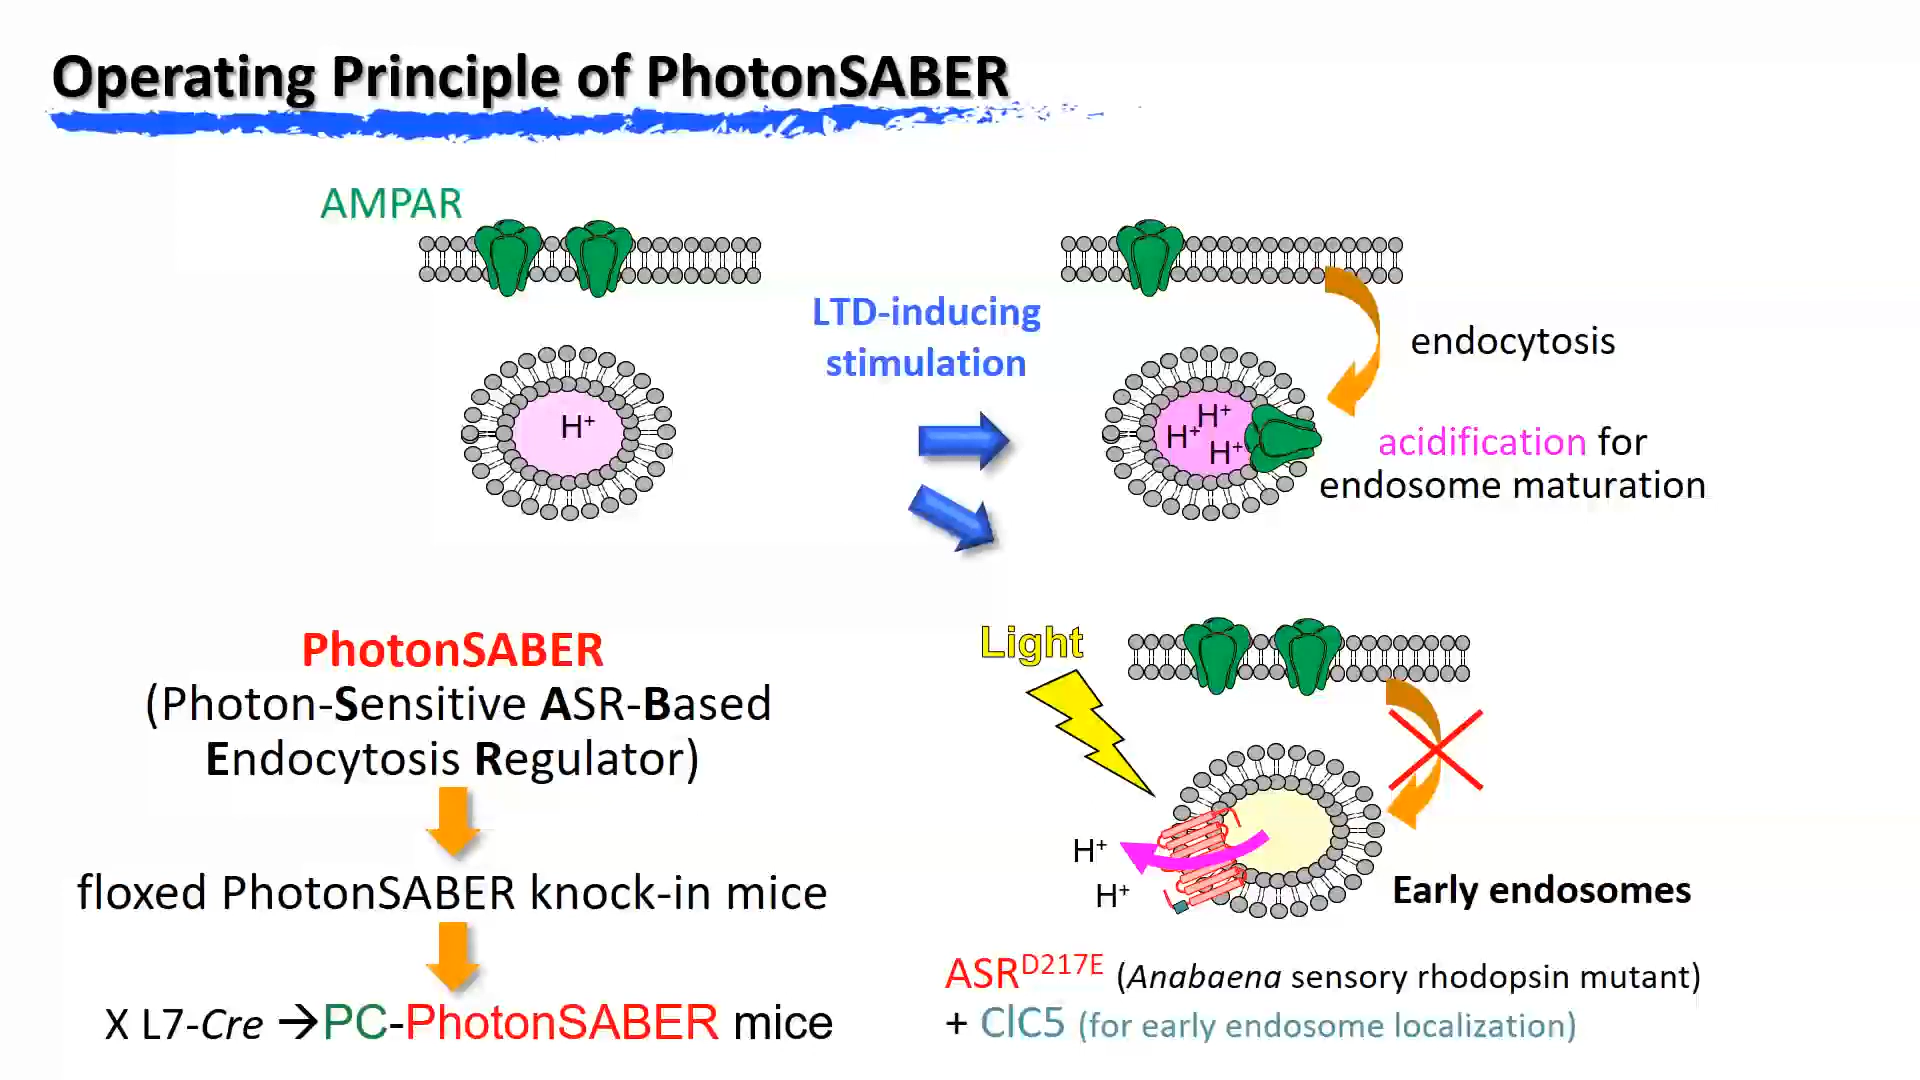 Operating Principle of PhotonSABER
AMPAR
H⁺
LTD-inducing
stimulation
endocytosis
H⁺
H⁺
H⁺
acidification for
endosome maturation
PhotonSABER
(Photon-Sensitive ASR-Based
Endocytosis Regulator)
floxed PhotonSABER knock-in mice
X L7-Cre →PC-PhotonSABER mice
Light
H⁺
H⁺
Early endosomes
ASRᴰ²¹⁷ᴱ (Anabaena sensory rhodopsin mutant)
+ ClC5 (for early endosome localization)